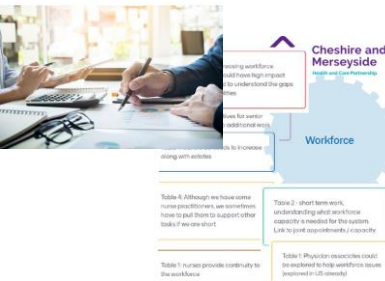 Cheshire and
Merseyside
Health and Care Partnership
workforce
ould have high impact
to understand the gaps
for senior
additional work
to increase
along with
Workforce
Table 4: Although we have some
nurse practitioners, we sometimes
have to pull them to support other
tasks if we are short
Table 2 - short term work,
understanding what workforce
capacity is needed for the system.
Link to joint appointments / capacity
Table 1: nurses provide continuity to
the workforce
Table 1: Physician associates could
be explored to help workforce issues
(explored in US already)